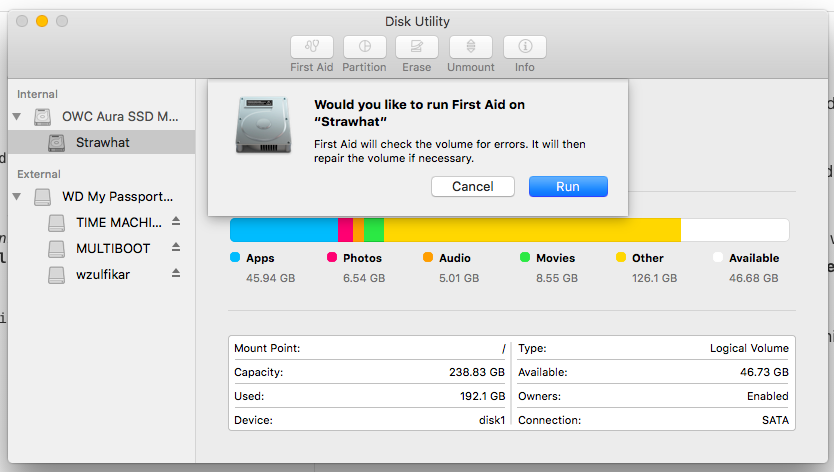 Disk Utility
First Aid
Partition
Erase
Unmount
Info
Internal
OWC Aura SSD M...
Strawhat
External
WD My Passport...
TIME MACHI...
MULTIBOOT
wzulfikar
Would you like to run First Aid on
“Strawhat”
First Aid will check the volume for errors. It will then
repair the volume if necessary.
Cancel
Run
Apps
45.94 GB
Photos
6.54 GB
Audio
5.01 GB
Movies
8.55 GB
Other
126.1 GB
Available
46.68 GB
Mount Point: /
Capacity: 238.83 GB
Used: 192.1 GB
Device: disk1
Type: Logical Volume
Available: 46.73 GB
Owners: Enabled
Connection: SATA